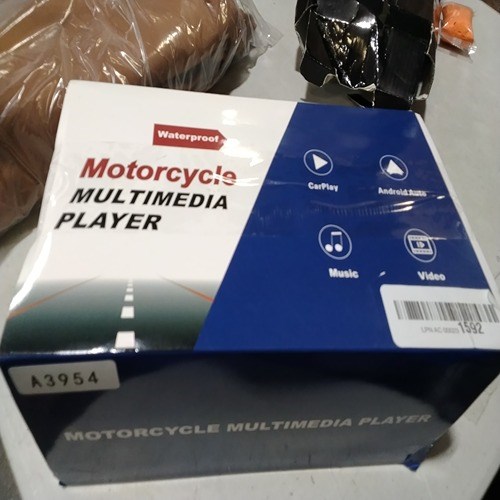 Waterproof
Motorcycle
MULTIMEDIA
PLAYER
CarPlay
Android Auto
Music
Video
1592
A3954
MOTORCYCLE MULTIMEDIA PLAYER